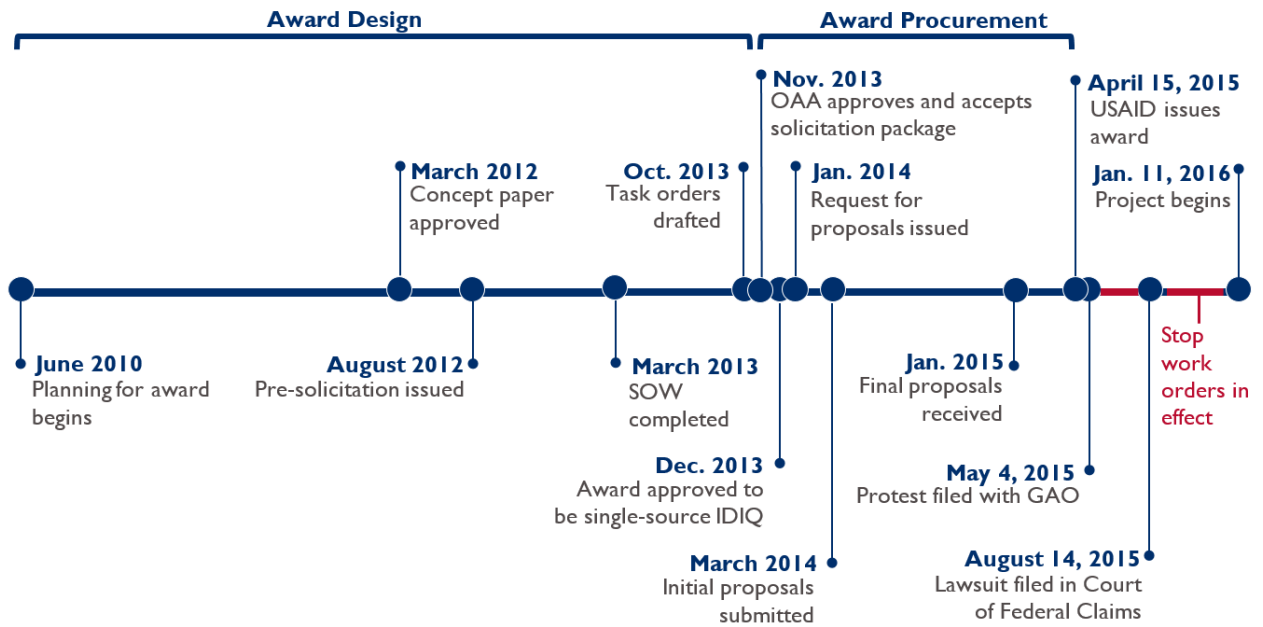 Award Design
Award Procurement
June 2010
Planning for award
begins
March 2012
Concept paper
approved
August 2012
Pre-solicitation issued
March 2013
SOW
completed
Oct. 2013
Task orders
drafted
Nov. 2013
OAA approves and accepts
solicitation package
Dec. 2013
Award approved to
be single-source IDIQ
Jan. 2014
Request for
proposals issued
March 2014
Initial proposals
submitted
Jan. 2015
Final proposals
received
April 15, 2015
USAID issues
award
May 4, 2015
Protest filed with GAO
August 14, 2015
Lawsuit filed in Court
of Federal Claims
Stop
work
orders in
effect
Jan. 11, 2016
Project begins